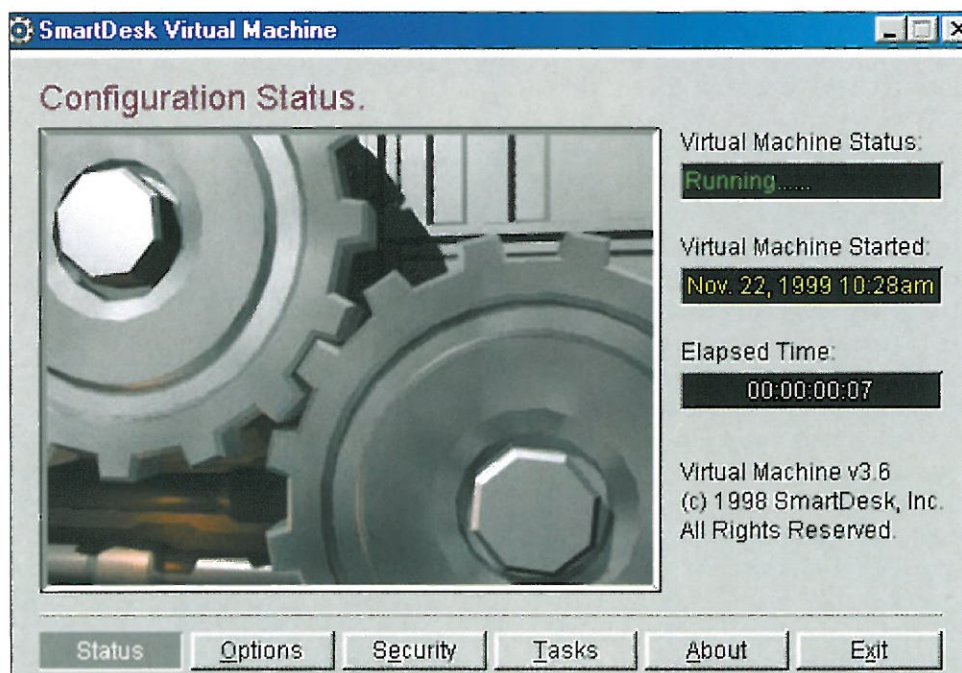 SmartDesk Virtual Machine
Configuration Status.
Virtual Machine Status:
Running......
Virtual Machine Started:
Nov. 22, 1999 10:28am
Elapsed Time:
00:00:00:07
Virtual Machine v3.6
(c) 1998 SmartDesk, Inc.
All Rights Reserved.
Status Options Security Tasks About Exit